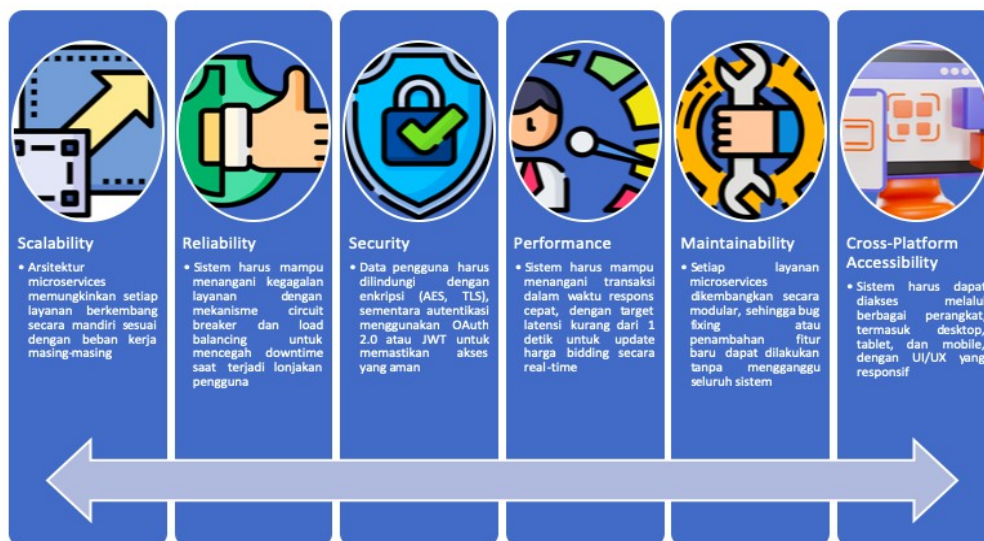 Scalability
• Arsitektur
microservices
memungkinkan setiap
layanan berkembang
secara mandiri sesuai
dengan beban kerja
masing-masing
Reliability
• Sistem harus mampu
menangani kegagalan
layanan dengan
mekanisme circuit
breaker dan load
balancing untuk
mencegah downtime
saat terjadi lonjakan
pengguna
Security
• Data pengguna harus
dilindungi dengan
enkripsi (AES, TLS),
sementara autentikasi
menggunakan OAuth
2.0 atau JWT untuk
memastikan akses
yang aman
Performance
• Sistem harus mampu
menangani transaksi
dalam waktu respons
cepat, dengan target
latensi kurang dari 1
detik untuk update
harga bidding secara
real-time
Maintainability
• Setiap layanan
microservices
dikembangkan secara
modular, sehingga bug
fixing atau
penambahan fitur
baru dapat dilakukan
tanpa mengganggu
seluruh sistem
Cross-Platform
Accessibility
• Sistem harus dapat
diakses melalui
berbagai perangkat,
termasuk desktop,
tablet, dan mobile,
dengan UI/UX yang
responsif